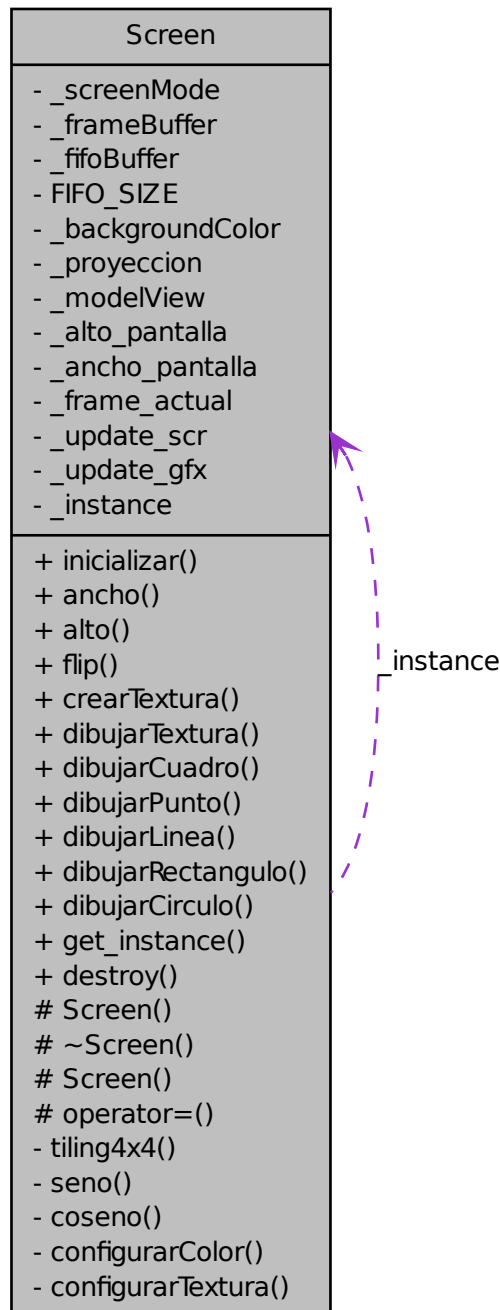 Screen
- _screenMode
- _frameBuffer
- _fifoBuffer
- FIFO_SIZE
- _backgroundColor
- _proyeccion
- _modelView
- _alto_pantalla
- _ancho_pantalla
- _frame_actual
- _update_scr
- _update_gfx
- _instance
+ inicializar()
+ ancho()
+ alto()
+ flip()
+ crearTextura()
+ dibujarTextura()
+ dibujarCuadro()
+ dibujarPunto()
+ dibujarLinea()
+ dibujarRectangulo()
+ dibujarCirculo()
+ get_instance()
+ destroy()
# Screen()
# ~Screen()
# Screen()
# operator=()
- tiling4x4()
- seno()
- coseno()
- configurarColor()
- configurarTextura()
_instance